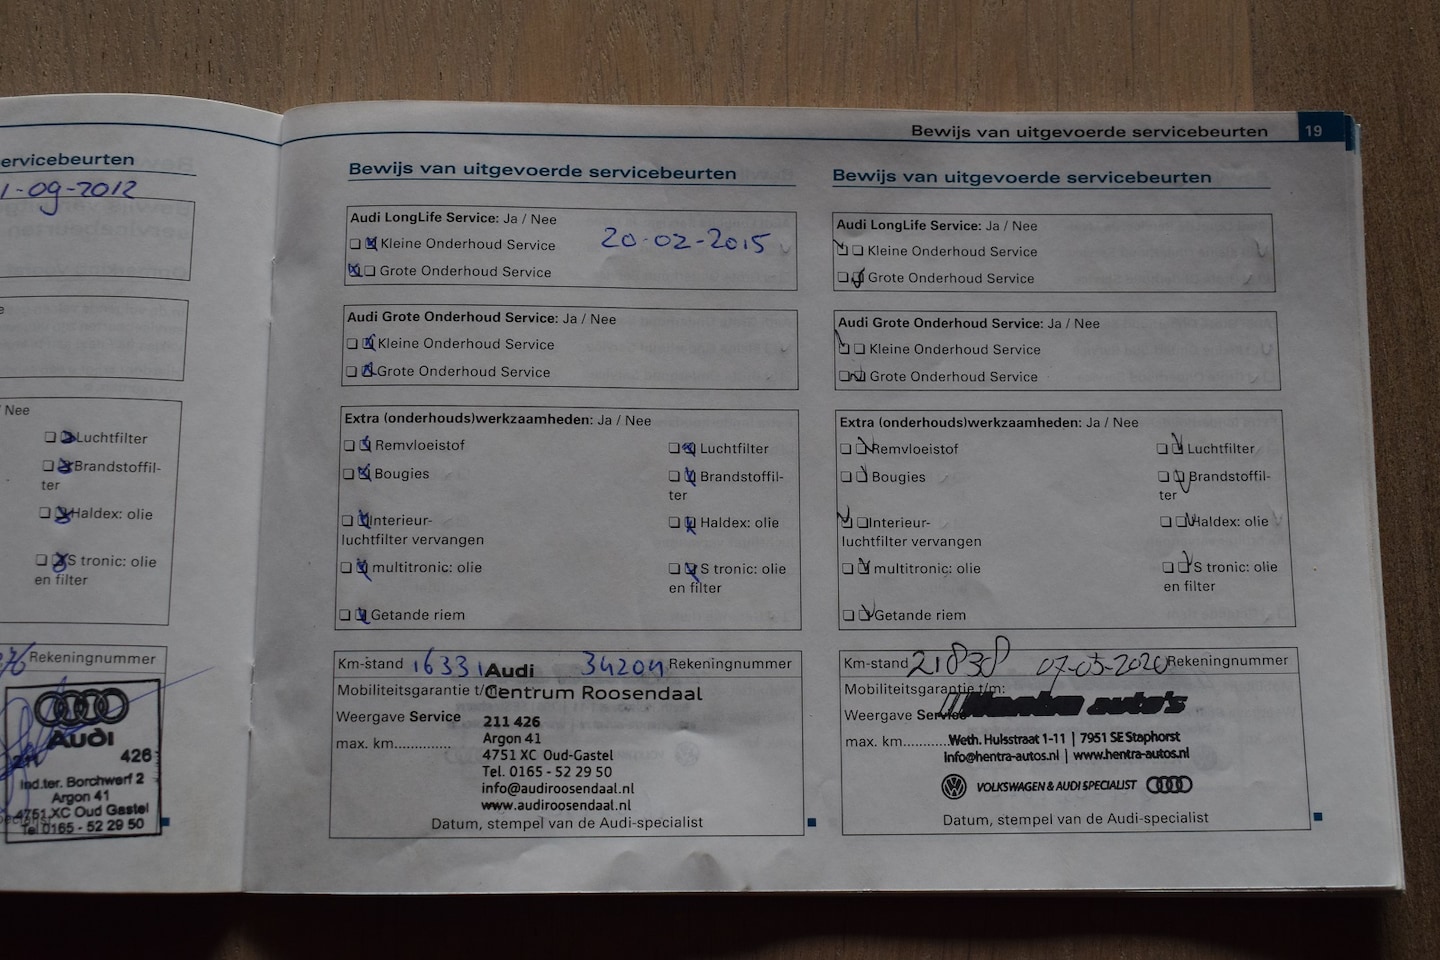 Bewijs van uitgevoerde servicebeurten 19
ervicebeurten
1-09-2012
/ Nee
Luchtfilter
Brandstoffil-
ter
Haldex: olie
S tronic: olie
en filter
Rekeningnummer
Audi
426
Ind.ter. Borchwerf 2
Argon 41
4751 XC Oud Gastel
Tel 0165 - 52 29 50
Bewijs van uitgevoerde servicebeurten
Audi LongLife Service: Ja / Nee
Kleine Onderhoud Service 20-02-2015
Grote Onderhoud Service
Audi Grote Onderhoud Service: Ja / Nee
Kleine Onderhoud Service
Grote Onderhoud Service
Extra (onderhouds)werkzaamheden: Ja / Nee
Remvloeistof Luchtfilter
Bougies Brandstoffil-
ter
Interieur- Haldex: olie
luchtfilter vervangen
multitronic: olie S tronic: olie
en filter
Getande riem
Km-stand 16331 34204 Rekeningnummer
Mobiliteitsgarantie t/m
Weergave Service
max. km..............
Audi
Centrum Roosendaal
211 426
Argon 41
4751 XC Oud-Gastel
Tel. 0165 - 52 29 50
info@audiroosendaal.nl
www.audiroosendaal.nl
Datum, stempel van de Audi-specialist
Bewijs van uitgevoerde servicebeurten
Audi LongLife Service: Ja / Nee
Kleine Onderhoud Service
Grote Onderhoud Service
Audi Grote Onderhoud Service: Ja / Nee
Kleine Onderhoud Service
Grote Onderhoud Service
Extra (onderhouds)werkzaamheden: Ja / Nee
Remvloeistof Luchtfilter
Bougies Brandstoffil-
ter
Interieur- Haldex: olie
luchtfilter vervangen
multitronic: olie S tronic: olie
en filter
Getande riem
Km-stand 21838 07-05-2020 Rekeningnummer
Mobiliteitsgarantie t/m:
Weergave Service
max. km...........
Hentra auto's
Weth. Hulsstraat 1-11 | 7951 SE Staphorst
Info@hentra-autos.nl | www.hentra-autos.nl
VOLKSWAGEN & AUDI SPECIALIST
Datum, stempel van de Audi-specialist